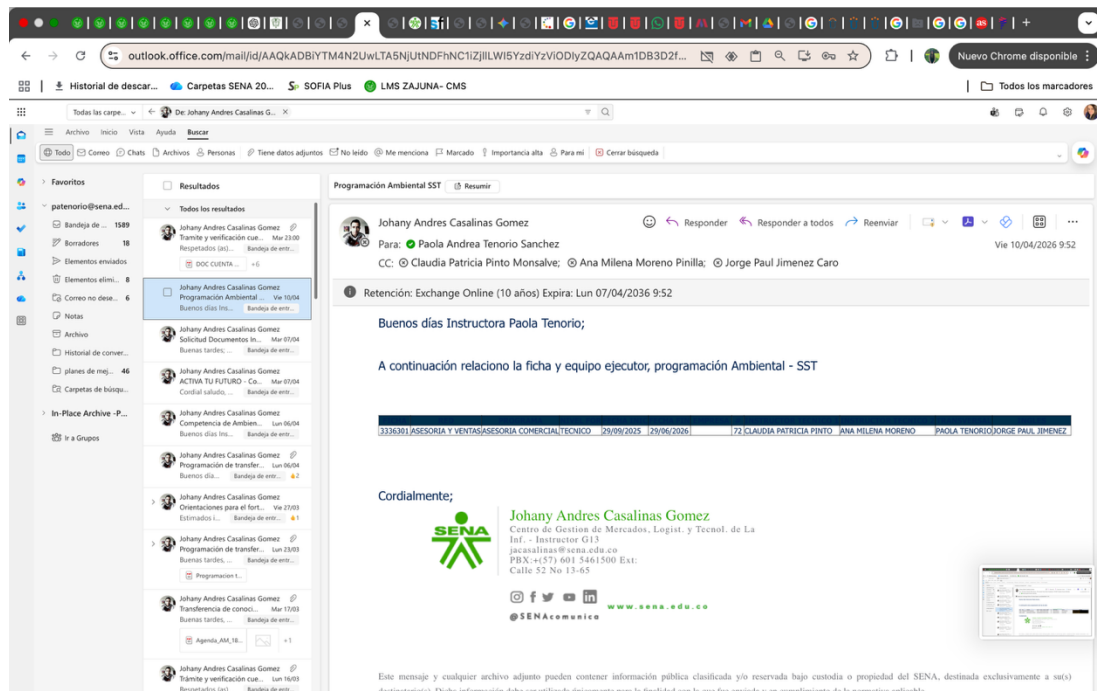 Nuevo Chrome disponible
outlook.office.com/mail/id/AAQkADBiYTM4N2UwLTA5NjUtNDFhNC1iZjllLWI5YzdiYzViODIyZQAQAAm1DB3D2f...
Historial de descar...
Carpetas SENA 20...
SOFIA Plus
LMS ZAJUNA- CMS
Todos los marcadores
Todas las carpe...
De: Johany Andres Casalinas G...
Archivo Inicio Vista Ayuda Buscar
Todo Correo Chats Archivos Personas Tiene datos adjuntos No leído Me menciona Marcado Importancia alta Para mi Cerrar búsqueda
Favoritos
patenorio@sena.ed...
Bandeja de ... 1589
Borradores 18
Elementos enviados
Elementos elimi... 8
Correo no dese... 6
Notas
Archivo
Historial de conver...
planes de mej... 46
Carpetas de búsqu...
In-Place Archive -P...
Ir a Grupos
Resultados
Todos los resultados
Johany Andres Casalinas Gomez
Tramite y verificación cue... Mar 23:00
Respetados (as)... Bandeja de entr...
DOC CUENTA ... +6
Johany Andres Casalinas Gomez
Programación Ambiental ... Vie 10/04
Buenos días Ins... Bandeja de entr...
Johany Andres Casalinas Gomez
Solicitud Documentos In... Mar 07/04
Buenas tardes; ... Bandeja de entr...
Johany Andres Casalinas Gomez
ACTIVA TU FUTURO - Co... Mar 07/04
Cordial saludo, ... Bandeja de entr...
Johany Andres Casalinas Gomez
Competencia de Ambien... Lun 06/04
Buenos días Ins... Bandeja de entr...
Johany Andres Casalinas Gomez
Programación de transfer... Lun 06/04
Buenos día... Bandeja de entr... 2
Johany Andres Casalinas Gomez
Orientaciones para el fort... Vie 27/03
Estimados i... Bandeja de entr... 1
Johany Andres Casalinas Gomez
Programación de transfer... Lun 23/03
Buenas tardes, ... Bandeja de entr...
Programacion t...
Johany Andres Casalinas Gomez
Transferencia de conoci... Mar 17/03
Buenas tardes, ... Bandeja de entr...
Agenda_AM_18... +1
Johany Andres Casalinas Gomez
Trámite y verificación cue... Lun 16/03
Respetados (as) Bandeja de entr...
Programación Ambiental SST Resumir
Johany Andres Casalinas Gomez
Responder Responder a todos Reenviar
Para: Paola Andrea Tenorio Sanchez
Vie 10/04/2026 9:52
CC: Claudia Patricia Pinto Monsalve; Ana Milena Moreno Pinilla; Jorge Paul Jimenez Caro
Retención: Exchange Online (10 años) Expira: Lun 07/04/2036 9:52
Buenos días Instructora Paola Tenorio;
A continuación relaciono la ficha y equipo ejecutor, programación Ambiental - SST
3336301 ASESORIA Y VENTAS ASESORIA COMERCIAL TECNICO 29/09/2025 29/06/2026 72 CLAUDIA PATRICIA PINTO ANA MILENA MORENO PAOLA TENORIO JORGE PAUL JIMENEZ
Cordialmente;
SENA
Johany Andres Casalinas Gomez
Centro de Gestion de Mercados, Logist. y Tecnol. de La
Inf. - Instructor G13
jacasalinas@sena.edu.co
PBX:+(57) 601 5461500 Ext:
Calle 52 No 13-65
www.sena.edu.co
@SENAcomunica
Este mensaje y cualquier archivo adjunto pueden contener información pública clasificada y/o reservada bajo custodia o propiedad del SENA, destinada exclusivamente a su(s)